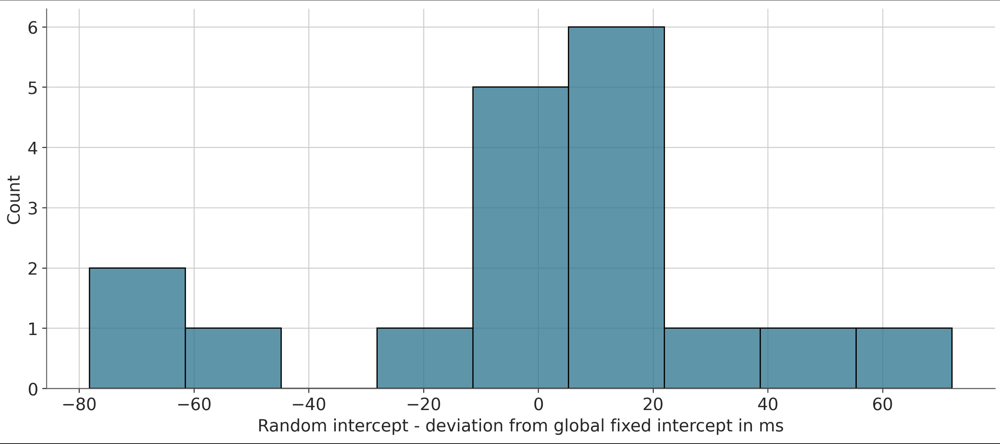 6
5
4
3
2
1
0
Count
−80 −60 −40 −20 0 20 40 60
Random intercept - deviation from global fixed intercept in ms